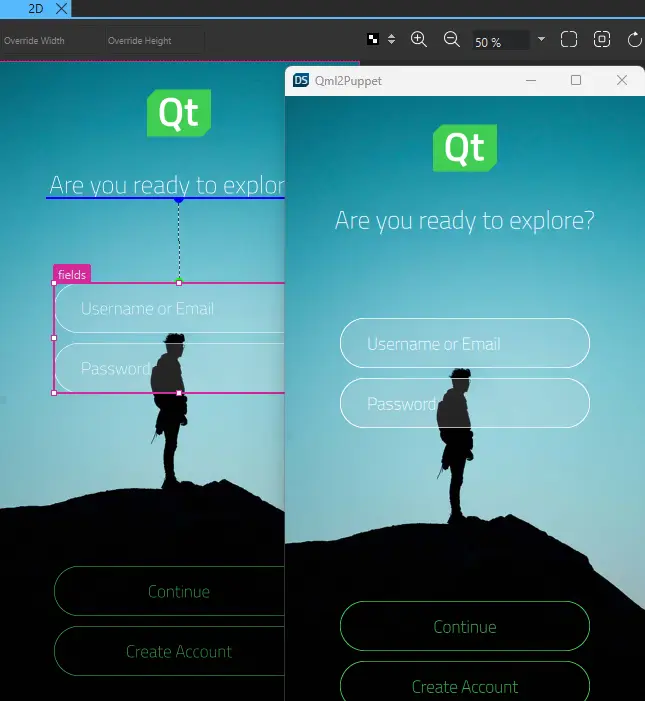 2D
Override Width
Override Height
50 %
DS
Qml2Puppet
Qt
Are you ready to explor
fields
Username or Email
Password
Continue
Create Account
Qt
Are you ready to explore?
Username or Email
Password
Continue
Create Account